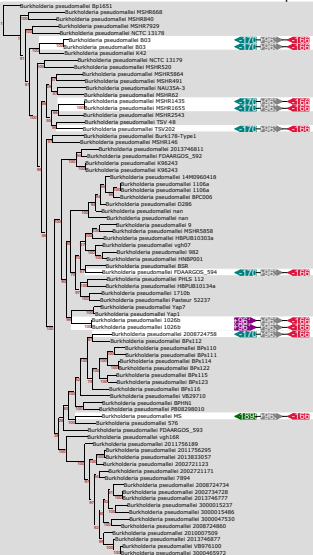 Burkholderia pseudomallei Bp1651
Burkholderia pseudomallei MSHR668
Burkholderia pseudomallei MSHR840
Burkholderia pseudomallei MSHR7929
Burkholderia pseudomallei NCTC 13178
Burkholderia pseudomallei B03
Burkholderia pseudomallei B03
Burkholderia pseudomallei K42
Burkholderia pseudomallei NCTC 13179
Burkholderia pseudomallei MSHR520
Burkholderia pseudomallei MSHR5864
Burkholderia pseudomallei MSHR491
Burkholderia pseudomallei NAU35A-3
Burkholderia pseudomallei MSHR62
Burkholderia pseudomallei MSHR1435
Burkholderia pseudomallei MSHR1655
Burkholderia pseudomallei MSHR2543
Burkholderia pseudomallei TSV 48
Burkholderia pseudomallei TSV202
Burkholderia pseudomallei Burk178-Type1
Burkholderia pseudomallei MSHR146
Burkholderia pseudomallei 2013746811
Burkholderia pseudomallei FDAARGOS_592
Burkholderia pseudomallei K96243
Burkholderia pseudomallei K96243
Burkholderia pseudomallei 14M0960418
Burkholderia pseudomallei 1106a
Burkholderia pseudomallei 1106a
Burkholderia pseudomallei BPC006
Burkholderia pseudomallei D286
Burkholderia pseudomallei nan
Burkholderia pseudomallei nan
Burkholderia pseudomallei 9
Burkholderia pseudomallei MSHR5858
Burkholderia pseudomallei HBPUB10303a
Burkholderia pseudomallei vgh07
Burkholderia pseudomallei 982
Burkholderia pseudomallei HNBP001
Burkholderia pseudomallei BSR
Burkholderia pseudomallei FDAARGOS_594
Burkholderia pseudomallei PHLS 112
Burkholderia pseudomallei HBPUB10134a
Burkholderia pseudomallei 1710b
Burkholderia pseudomallei Pasteur 52237
Burkholderia pseudomallei Yap7
Burkholderia pseudomallei Yap1
Burkholderia pseudomallei 1026b
Burkholderia pseudomallei 1026b
Burkholderia pseudomallei 2008724758
Burkholderia pseudomallei BPs112
Burkholderia pseudomallei BPs110
Burkholderia pseudomallei BPs111
Burkholderia pseudomallei BPs114
Burkholderia pseudomallei BPs122
Burkholderia pseudomallei BPs115
Burkholderia pseudomallei BPs123
Burkholderia pseudomallei BPs116
Burkholderia pseudomallei VB29710
Burkholderia pseudomallei BPHN1
Burkholderia pseudomallei PB08298010
Burkholderia pseudomallei MS
Burkholderia pseudomallei 576
Burkholderia pseudomallei FDAARGOS_593
Burkholderia pseudomallei vgh16R
Burkholderia pseudomallei 2011756189
Burkholderia pseudomallei 2011756295
Burkholderia pseudomallei 2013833057
Burkholderia pseudomallei 2002721123
Burkholderia pseudomallei 2002721171
Burkholderia pseudomallei 7894
Burkholderia pseudomallei 2008724734
Burkholderia pseudomallei 2002734728
Burkholderia pseudomallei 2013746777
Burkholderia pseudomallei 3000015237
Burkholderia pseudomallei 3000015486
Burkholderia pseudomallei 3000047530
Burkholderia pseudomallei 2008724860
Burkholderia pseudomallei 2010007509
Burkholderia pseudomallei 2013746877
Burkholderia pseudomallei VB976100
Burkholderia pseudomallei 3000465972